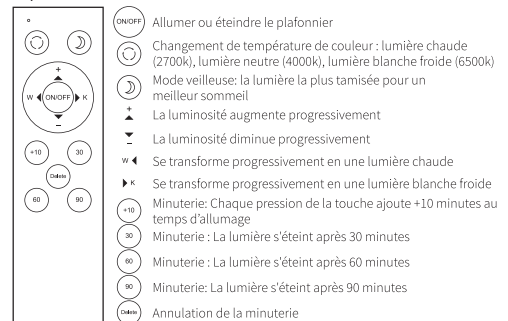 ON/OFF Allumer ou éteindre le plafonnier
Changement de température de couleur : lumière chaude
(2700k), lumière neutre (4000k), lumière blanche froide (6500k)
Mode veilleuse: la lumière la plus tamisée pour un
meilleur sommeil
+ La luminosité augmente progressivement
− La luminosité diminue progressivement
W Se transforme progressivement en une lumière chaude
K Se transforme progressivement en une lumière blanche froide
+10 Minuterie: Chaque pression de la touche ajoute +10 minutes au
temps d'allumage
30 Minuterie : La lumière s'éteint après 30 minutes
60 Minuterie : La lumière s'éteint après 60 minutes
90 Minuterie: La lumière s'éteint après 90 minutes
Delete Annulation de la minuterie
+
W ON/OFF K
−
+10 30
Delete
60 90